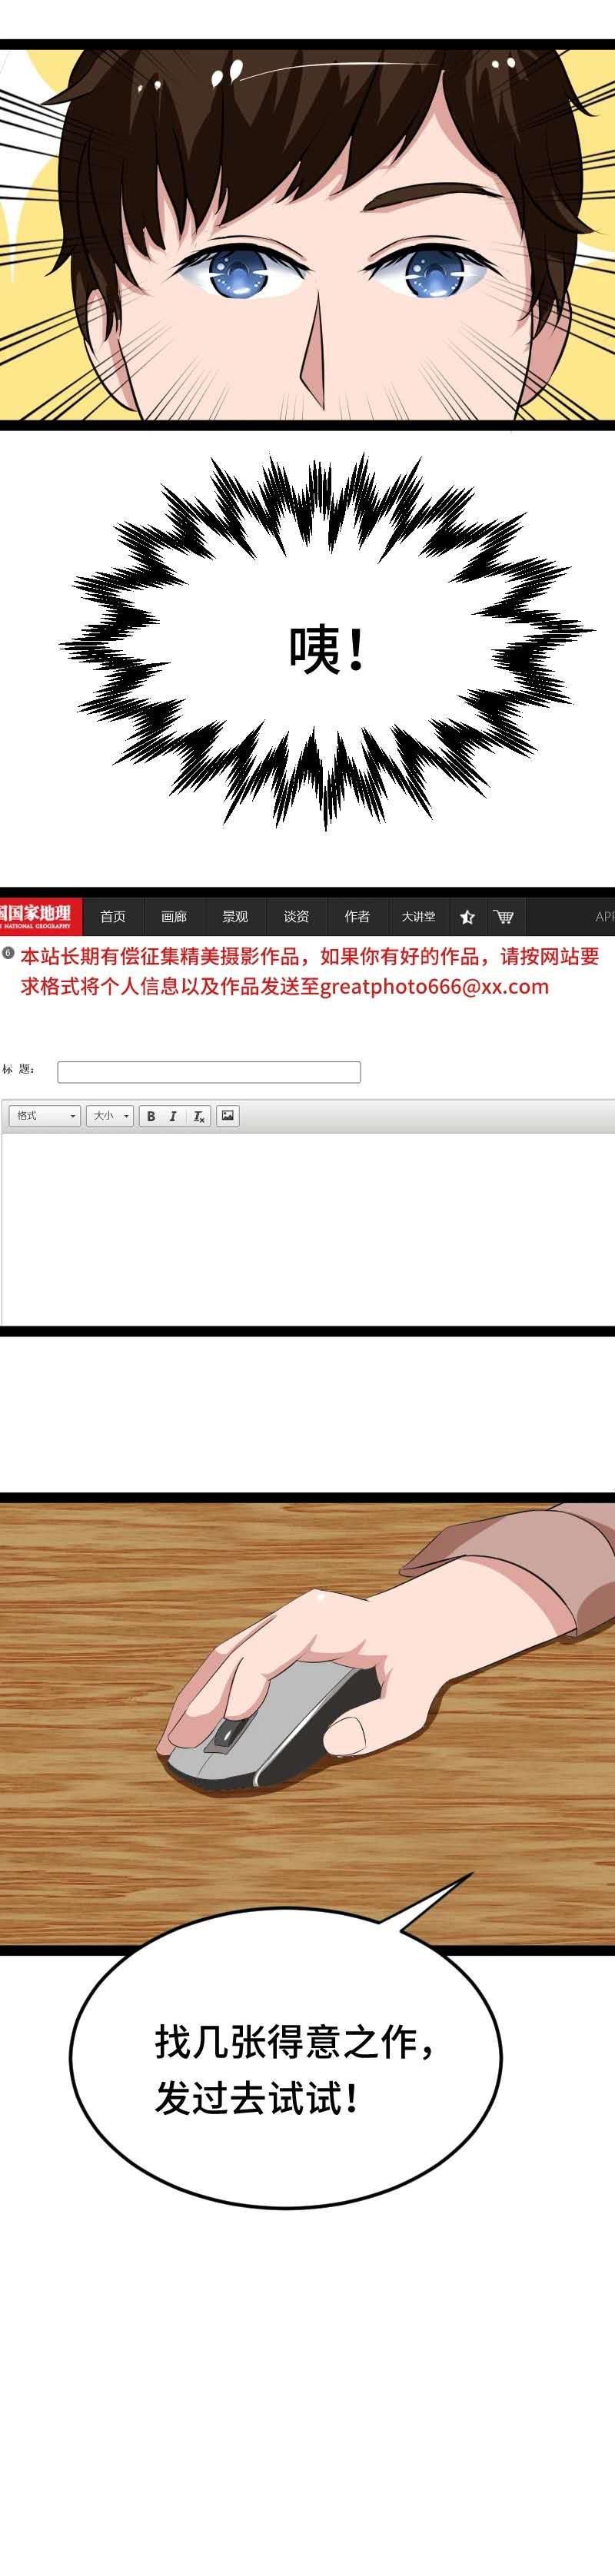 咦！
国国家地理
NATIONAL GEOGRAPHY
首页 画廊 景观 谈资 作者 大讲堂 APP
6 本站长期有偿征集精美摄影作品，如果你有好的作品，请按网站要
求格式将个人信息以及作品发送至greatphoto666@xx.com
标 题：
格式 大小 B I Tx
找几张得意之作，
发过去试试！